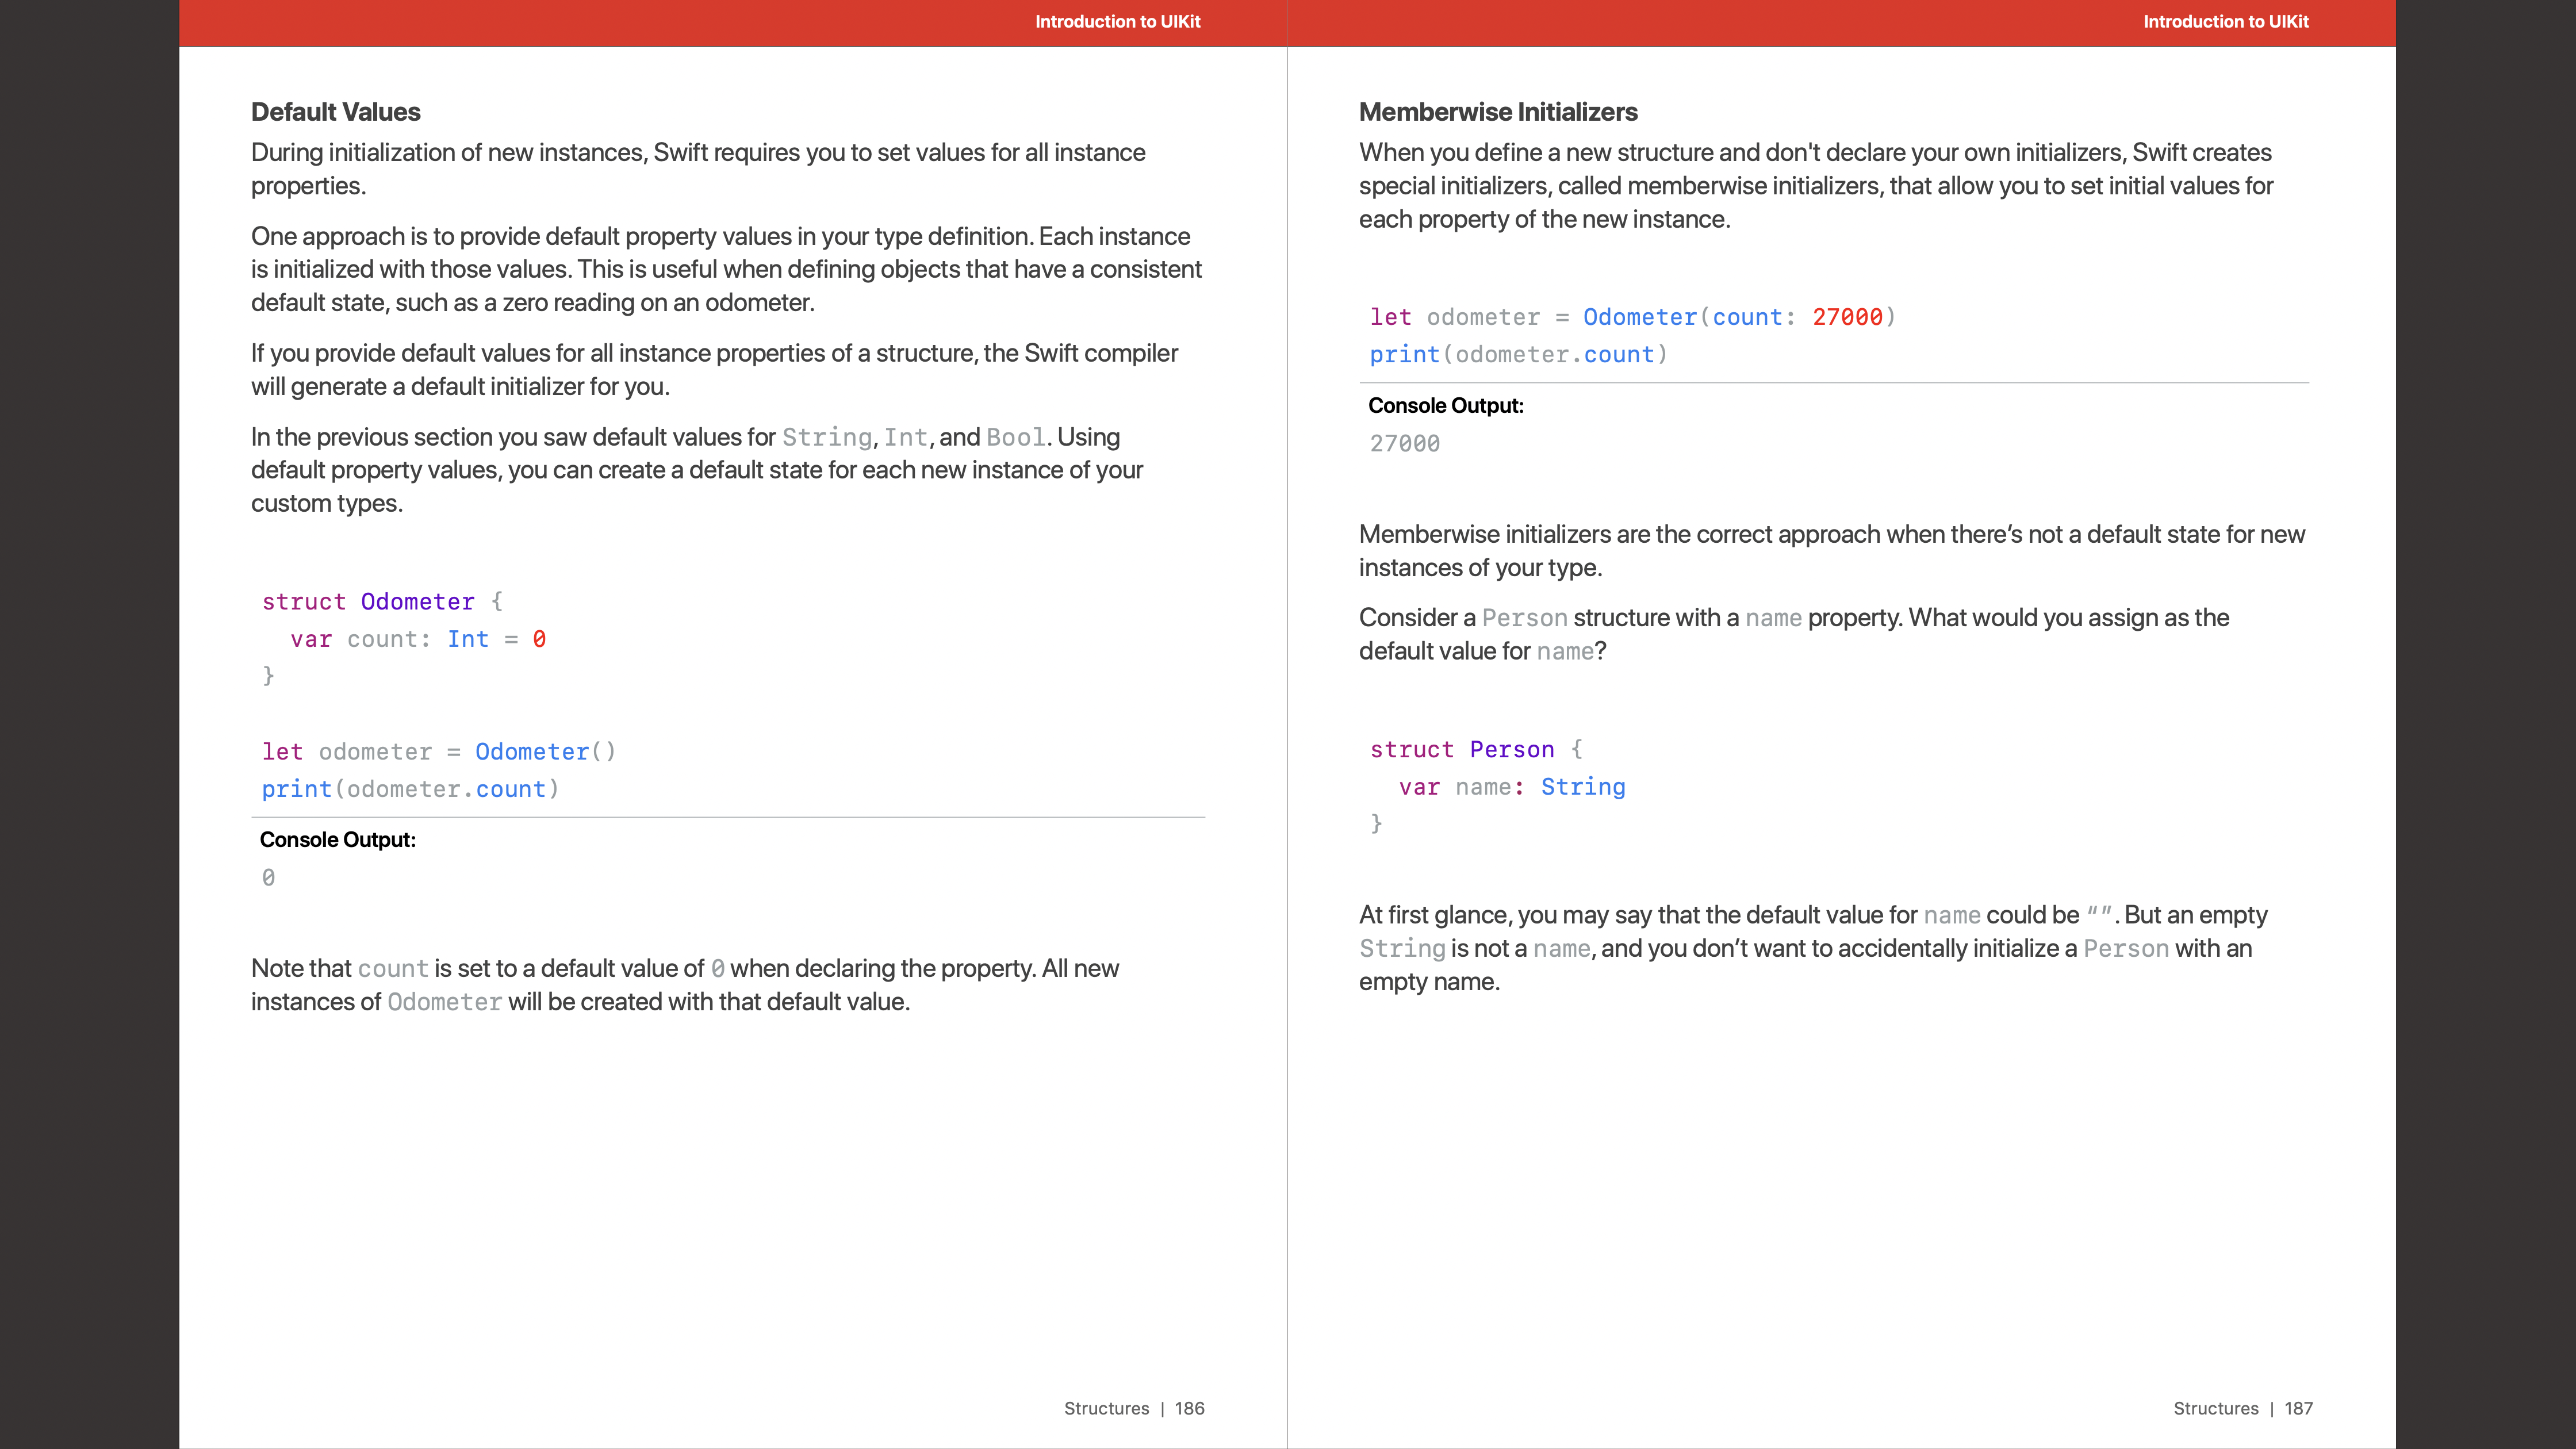 Introduction to UIKit
Default Values
During initialization of new instances, Swift requires you to set values for all instance
properties.
One approach is to provide default property values in your type definition. Each instance
is initialized with those values. This is useful when defining objects that have a consistent
default state, such as a zero reading on an odometer.
If you provide default values for all instance properties of a structure, the Swift compiler
will generate a default initializer for you.
In the previous section you saw default values for String, Int, and Bool. Using
default property values, you can create a default state for each new instance of your
custom types.
struct Odometer {
  var count: Int = 0
}
let odometer = Odometer()
print(odometer.count)
Console Output:
0
Note that count is set to a default value of 0 when declaring the property. All new
instances of Odometer will be created with that default value.
Structures | 186
Introduction to UIKit
Memberwise Initializers
When you define a new structure and don't declare your own initializers, Swift creates
special initializers, called memberwise initializers, that allow you to set initial values for
each property of the new instance.
let odometer = Odometer(count: 27000)
print(odometer.count)
Console Output:
27000
Memberwise initializers are the correct approach when there’s not a default state for new
instances of your type.
Consider a Person structure with a name property. What would you assign as the
default value for name?
struct Person {
  var name: String
}
At first glance, you may say that the default value for name could be “”. But an empty
String is not a name, and you don’t want to accidentally initialize a Person with an
empty name.
Structures | 187